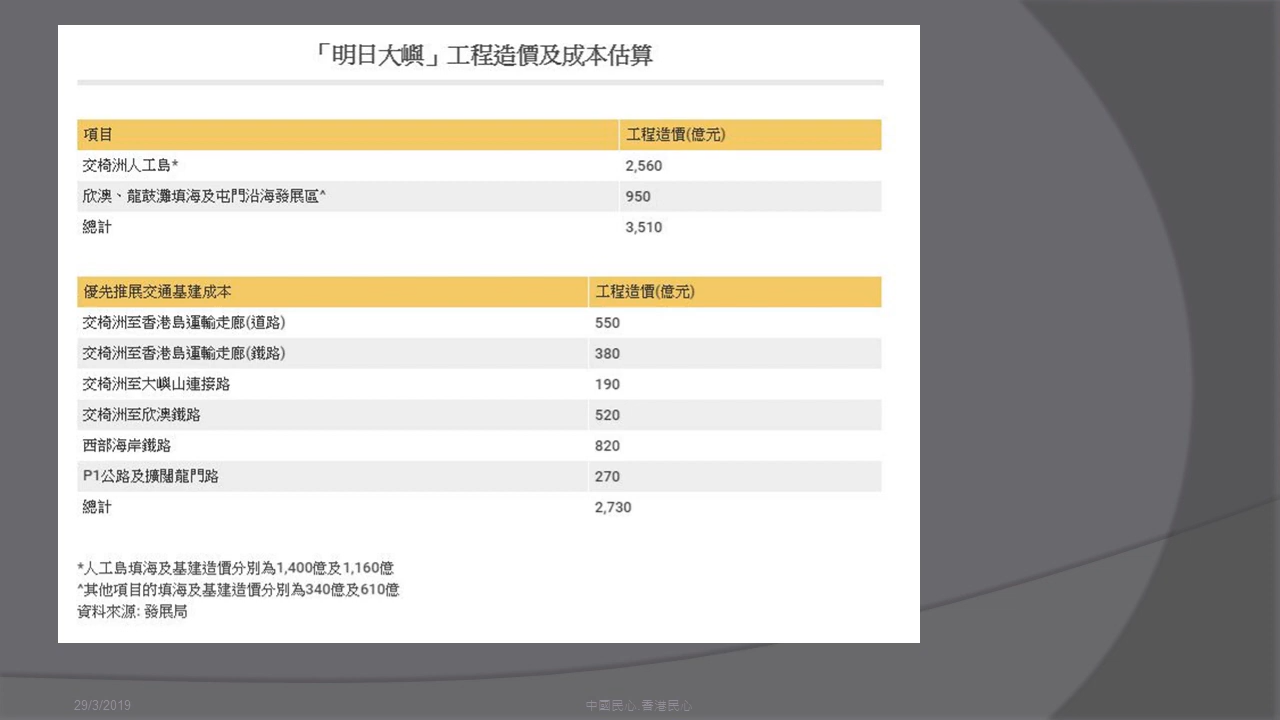 「明日大嶼」工程造價及成本估算
項目 工程造價(億元)
交椅洲人工島* 2,560
欣澳、龍鼓灘填海及屯門沿海發展區^ 950
總計 3,510
優先推展交通基建成本 工程造價(億元)
交椅洲至香港島運輸走廊(道路) 550
交椅洲至香港島運輸走廊(鐵路) 380
交椅洲至大嶼山連接路 190
交椅洲至欣澳鐵路 520
西部海岸鐵路 820
P1公路及擴闊龍門路 270
總計 2,730
*人工島填海及基建造價分別為1,400億及1,160億
^其他項目的填海及基建造價分別為340億及610億
資料來源: 發展局
29/3/2019 中國民心.香港民心